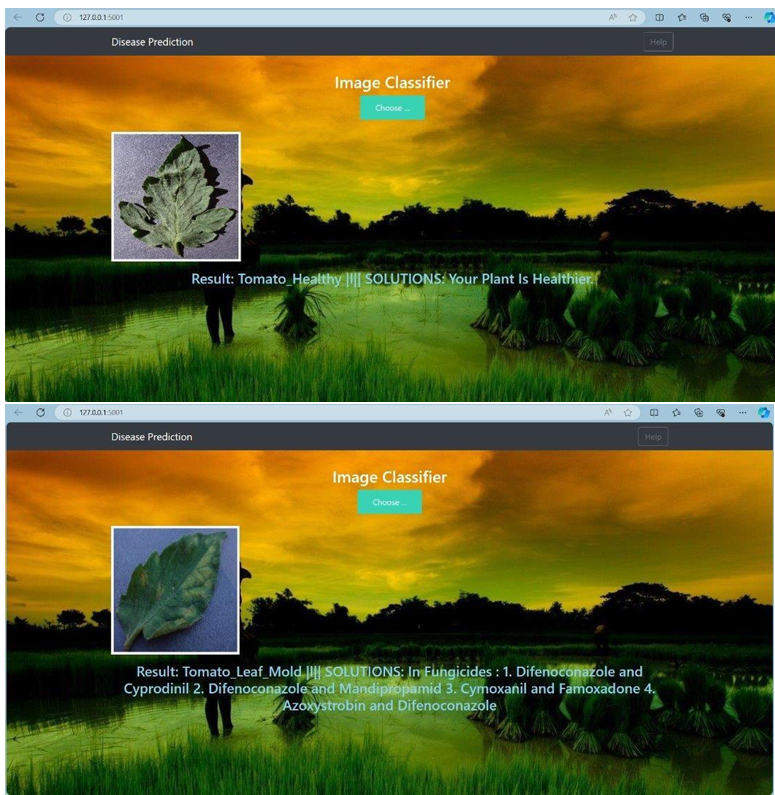 127.0.0.1:5001
Disease Prediction
Help
Image Classifier
Choose ...
Result: Tomato_Healthy |I|| SOLUTIONS: Your Plant Is Healthier.
127.0.0.1:5001
Disease Prediction
Help
Image Classifier
Choose ...
Result: Tomato_Leaf_Mold |I|| SOLUTIONS: In Fungicides : 1. Difenoconazole and
Cyprodinil 2. Difenoconazole and Mandipropamid 3. Cymoxanil and Famoxadone 4.
Azoxystrobin and Difenoconazole